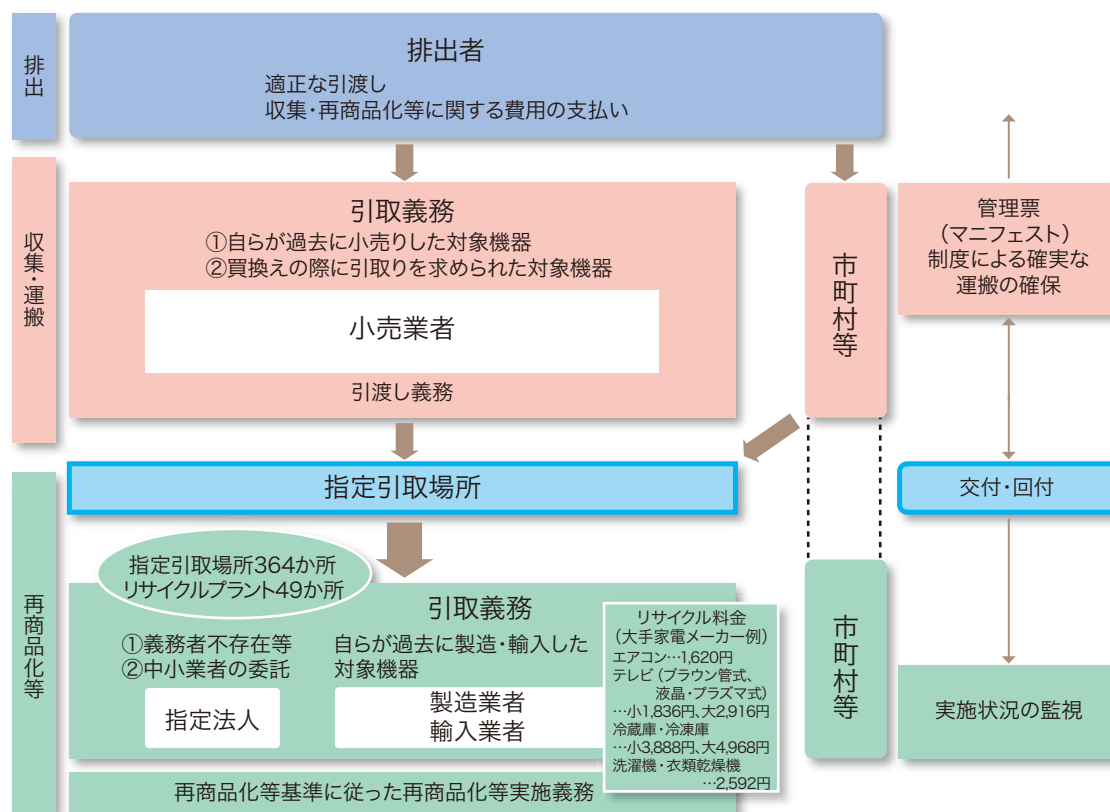 排出
排出者
適正な引渡し
収集・再商品化等に関する費用の支払い
収集・運搬
引取義務
①自らが過去に小売りした対象機器
②買換えの際に引取りを求められた対象機器
小売業者
引渡し義務
市町村等
管理票
（マニフェスト）
制度による確実な
運搬の確保
指定引取場所
交付・回付
再商品化等
指定引取場所364か所
リサイクルプラント49か所
引取義務
①義務者不存在等
②中小業者の委託
指定法人
自らが過去に製造・輸入した
対象機器
製造業者
輸入業者
リサイクル料金
（大手家電メーカー例）
エアコン…1,620円
テレビ（ブラウン管式、
液晶・プラズマ式）
…小1,836円、大2,916円
冷蔵庫・冷凍庫
…小3,888円、大4,968円
洗濯機・衣類乾燥機
…2,592円
市町村等
実施状況の監視
再商品化等基準に従った再商品化等実施義務